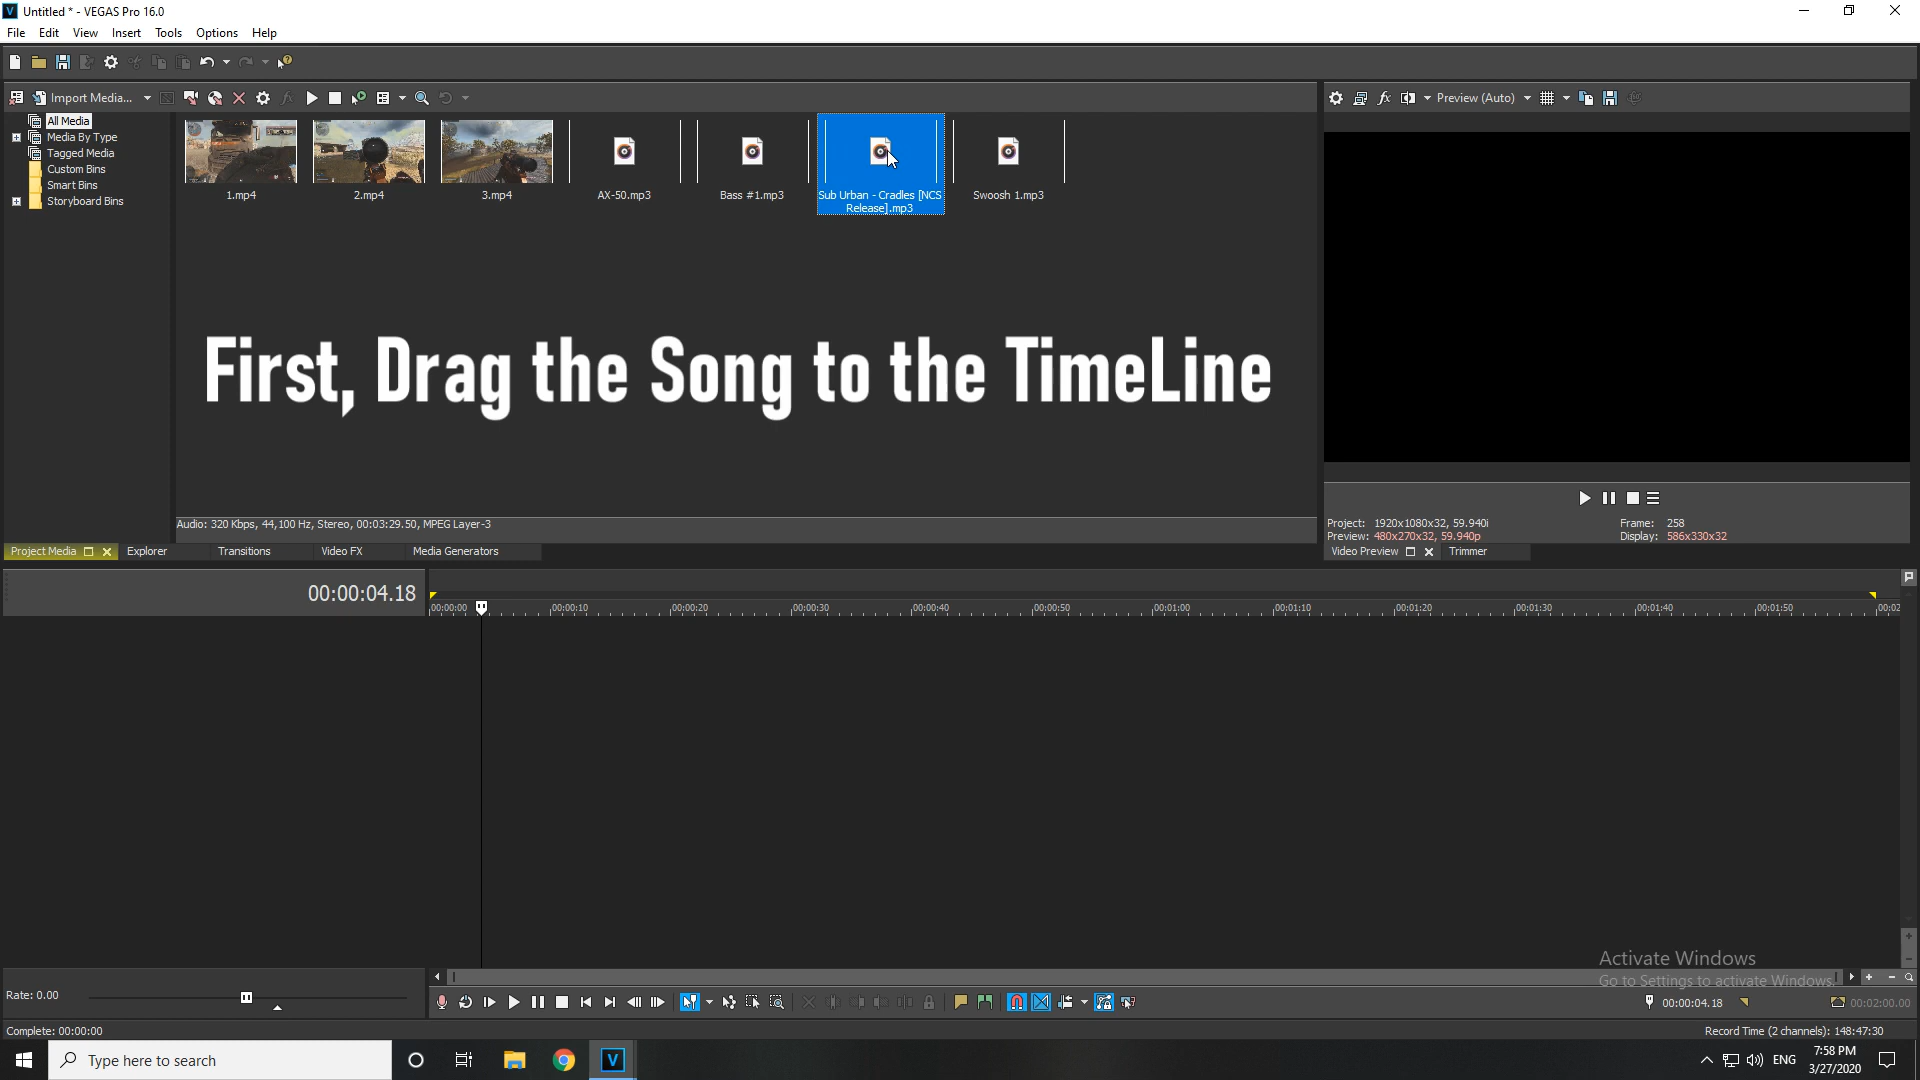 Untitled * - VEGAS Pro 16.0
File Edit View Insert Tools Options Help
Import Media...
Preview (Auto)
All Media
Media By Type
Tagged Media
Custom Bins
Smart Bins
Storyboard Bins
1.mp4
2.mp4
3.mp4
AX-50.mp3
Bass #1.mp3
Sub Urban - Cradles [NCS
Release].mp3
Swoosh 1.mp3
First, Drag the Song to the TimeLine
Audio: 320 Kbps, 44,100 Hz, Stereo, 00:03:29.50, MPEG Layer-3
Project: 1920x1080x32, 59.940i
Frame: 258
Preview: 480x270x32, 59.940p
Display: 586x330x32
Project Media Explorer Transitions Video FX Media Generators
Video Preview Trimmer
00:00:04.18
00:00:00 00:00:10 00:00:20 00:00:30 00:00:40 00:00:50 00:01:00 00:01:10 00:01:20 00:01:30 00:01:40 00:01:50 00:02
Activate Windows
Go to Settings to activate Windows.
Rate: 0.00
00:00:04.18
00:02:00.00
Complete: 00:00:00
Record Time (2 channels): 148:47:30
Type here to search
ENG
7:58 PM
3/27/2020